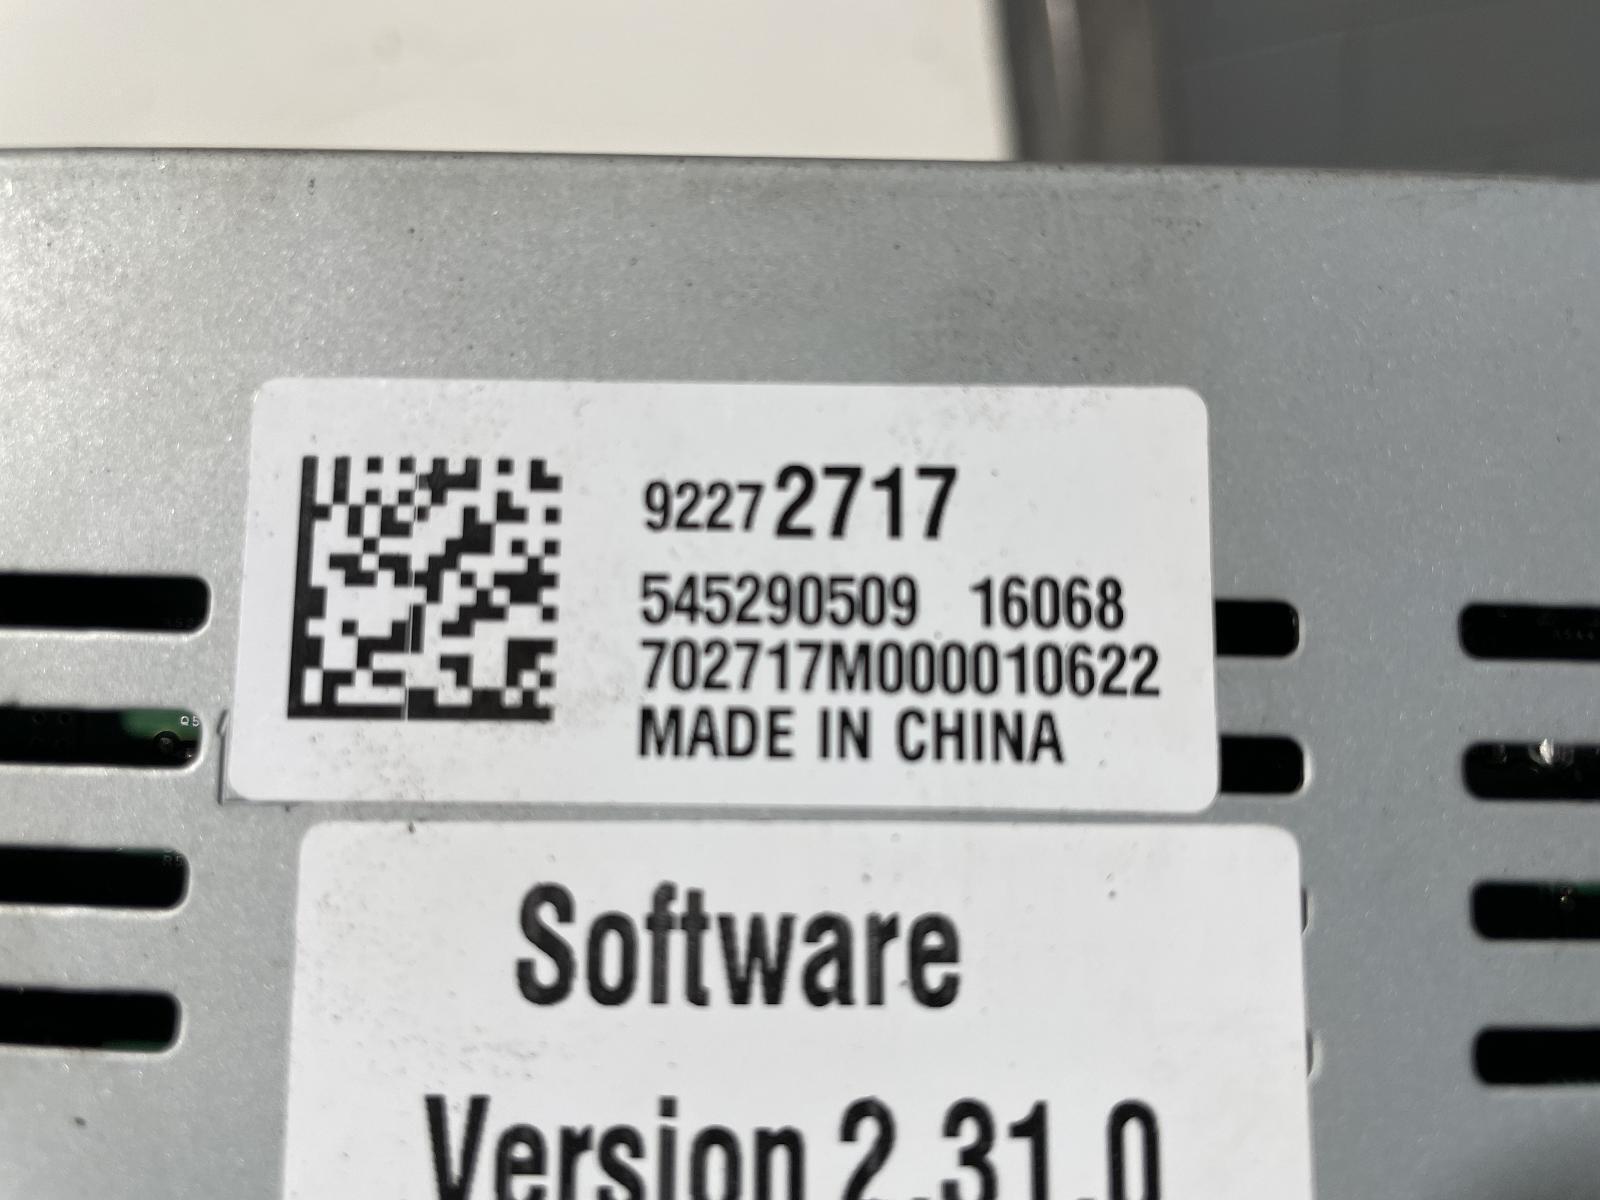 92272717
545290509 16068
702717M000010622
MADE IN CHINA
Software
Version 2.31.0